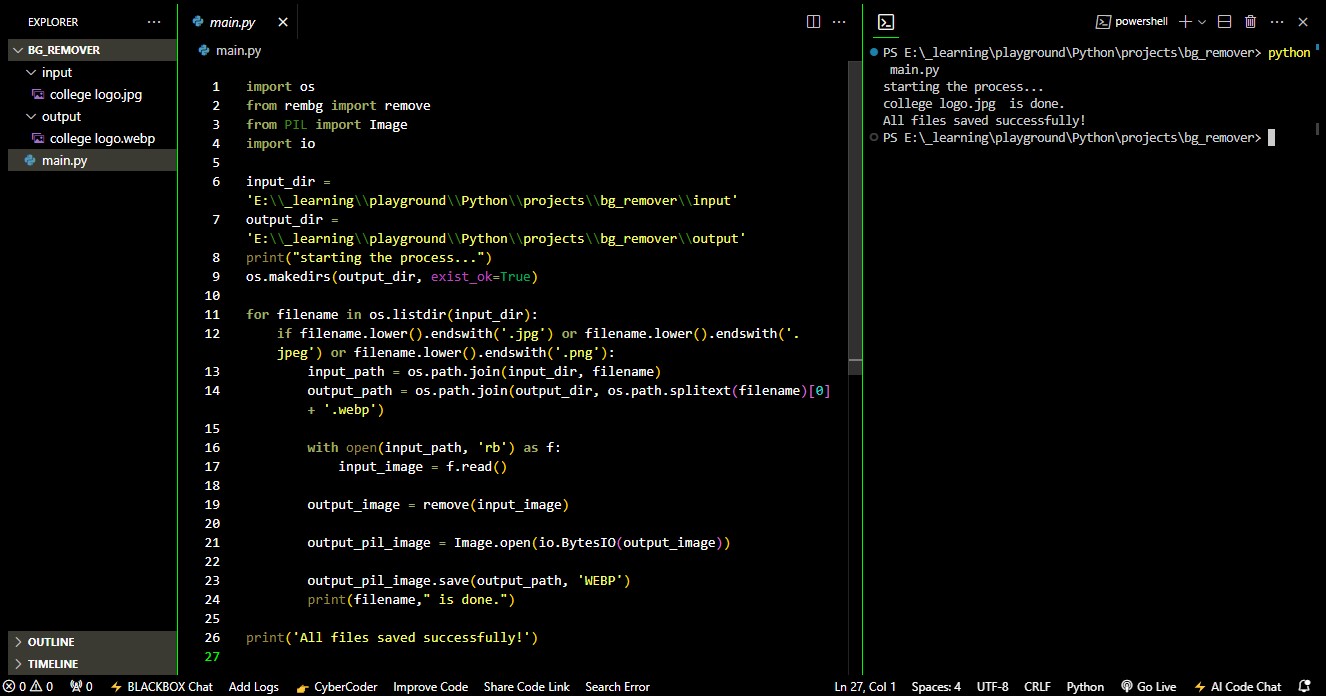 EXPLORER
BG_REMOVER
input
college logo.jpg
output
college logo.webp
main.py
OUTLINE
TIMELINE
main.py
main.py
1 import os
2 from rembg import remove
3 from PIL import Image
4 import io
5
6 input_dir =
'E:\\_learning\\playground\\Python\\projects\\bg_remover\\input'
7 output_dir =
'E:\\_learning\\playground\\Python\\projects\\bg_remover\\output'
8 print("starting the process...")
9 os.makedirs(output_dir, exist_ok=True)
10
11 for filename in os.listdir(input_dir):
12 if filename.lower().endswith('.jpg') or filename.lower().endswith('.
jpeg') or filename.lower().endswith('.png'):
13 input_path = os.path.join(input_dir, filename)
14 output_path = os.path.join(output_dir, os.path.splitext(filename)[0]
+ '.webp')
15
16 with open(input_path, 'rb') as f:
17 input_image = f.read()
18
19 output_image = remove(input_image)
20
21 output_pil_image = Image.open(io.BytesIO(output_image))
22
23 output_pil_image.save(output_path, 'WEBP')
24 print(filename," is done.")
25
26 print('All files saved successfully!')
27
powershell
PS E:\_learning\playground\Python\projects\bg_remover> python
main.py
starting the process...
college logo.jpg  is done.
All files saved successfully!
PS E:\_learning\playground\Python\projects\bg_remover>
0 0 0 BLACKBOX Chat Add Logs CyberCoder Improve Code Share Code Link Search Error Ln 27, Col 1 Spaces: 4 UTF-8 CRLF Python Go Live AI Code Chat